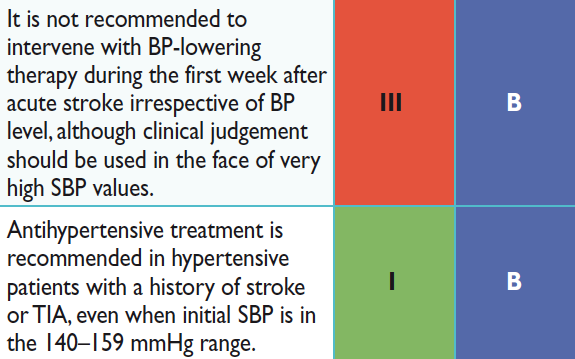 It is not recommended to
intervene with BP-lowering
therapy during the first week after
acute stroke irrespective of BP
level, although clinical judgement
should be used in the face of very
high SBP values.
III
B
Antihypertensive treatment is
recommended in hypertensive
patients with a history of stroke
or TIA, even when initial SBP is in
the 140–159 mmHg range.
I
B